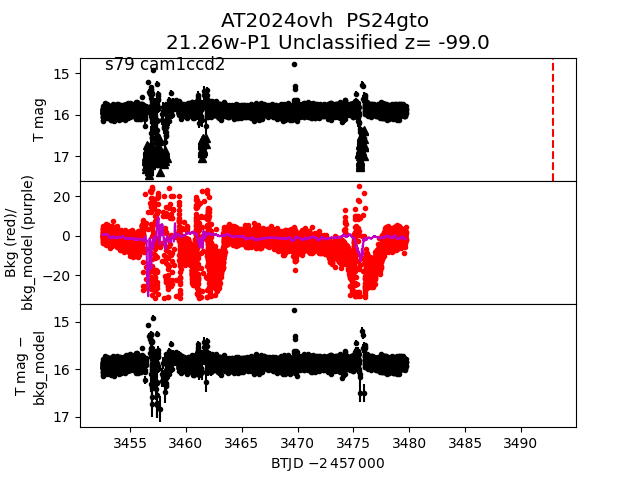 AT2024ovh  PS24gto
21.26w-P1 Unclassified z= -99.0
s79 cam1ccd2
15
16
17
T mag
20
0
−20
Bkg (red)/
bkg_model (purple)
15
16
17
T mag −
bkg_model
3455 3460 3465 3470 3475 3480 3485 3490
BTJD −2 457 000